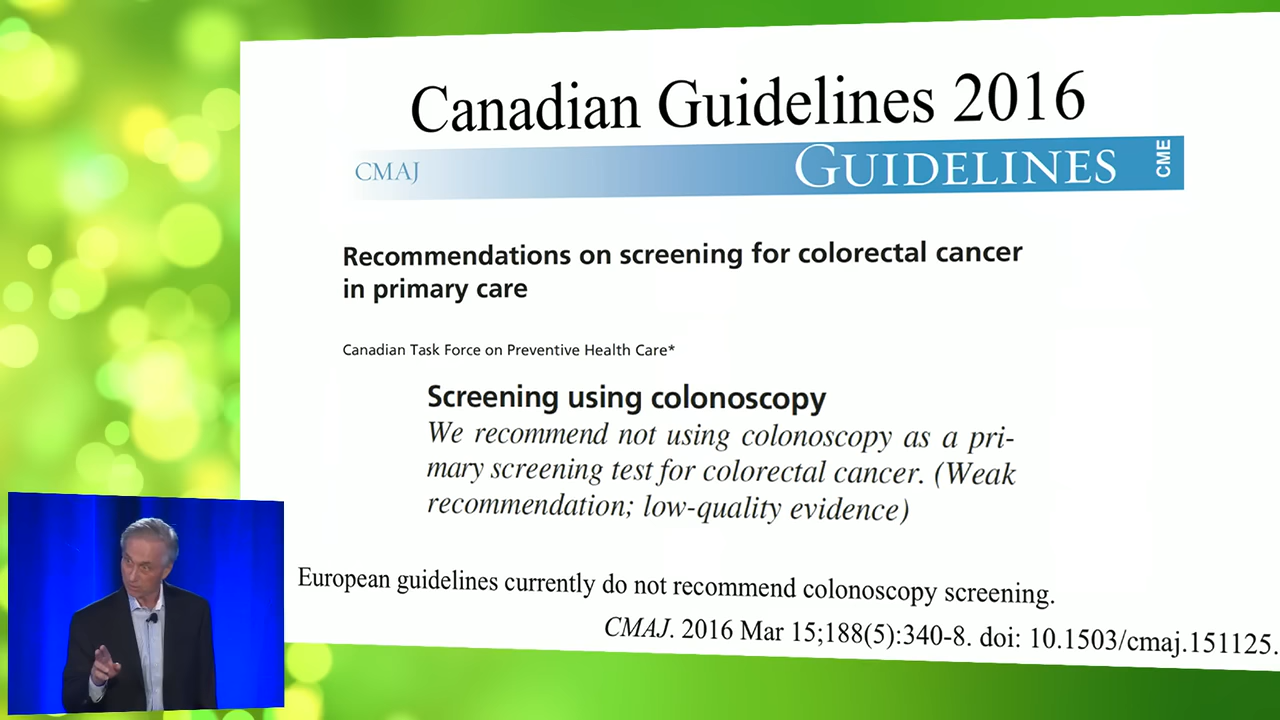 Canadian Guidelines 2016
CMAJ GUIDELINES CME
Recommendations on screening for colorectal cancer
in primary care
Canadian Task Force on Preventive Health Care*
Screening using colonoscopy
We recommend not using colonoscopy as a pri-
mary screening test for colorectal cancer. (Weak
recommendation; low-quality evidence)
European guidelines currently do not recommend colonoscopy screening.
CMAJ. 2016 Mar 15;188(5):340-8. doi: 10.1503/cmaj.151125.